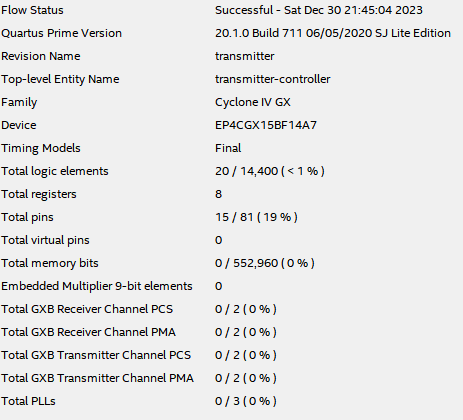 Flow Status Successful - Sat Dec 30 21:45:04 2023
Quartus Prime Version 20.1.0 Build 711 06/05/2020 SJ Lite Edition
Revision Name transmitter
Top-level Entity Name transmitter-controller
Family Cyclone IV GX
Device EP4CGX15BF14A7
Timing Models Final
Total logic elements 20 / 14,400 ( < 1 % )
Total registers 8
Total pins 15 / 81 ( 19 % )
Total virtual pins 0
Total memory bits 0 / 552,960 ( 0 % )
Embedded Multiplier 9-bit elements 0
Total GXB Receiver Channel PCS 0 / 2 ( 0 % )
Total GXB Receiver Channel PMA 0 / 2 ( 0 % )
Total GXB Transmitter Channel PCS 0 / 2 ( 0 % )
Total GXB Transmitter Channel PMA 0 / 2 ( 0 % )
Total PLLs 0 / 3 ( 0 % )